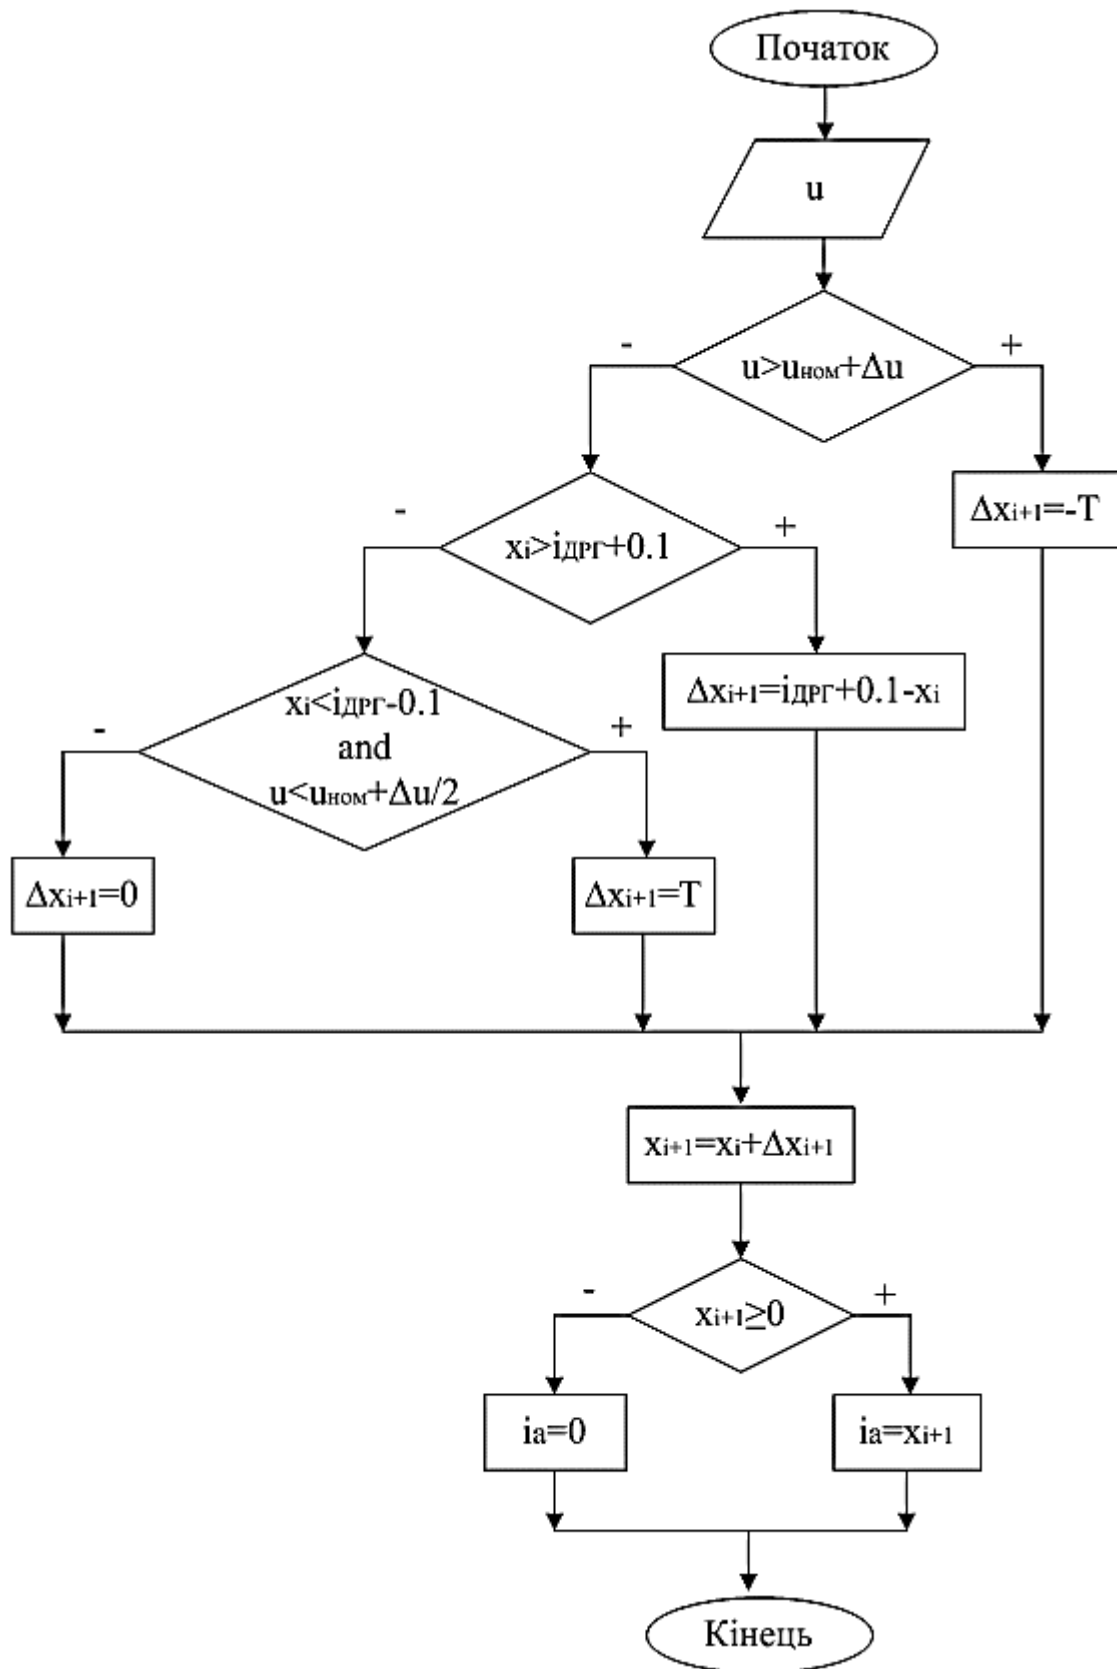 Початок
u
- +
u>uном+Δu
Δxi+1=-T
- +
xi>iДРГ+0.1
Δxi+1=iДРГ+0.1-xi
- +
xi<iДРГ-0.1
and
u<uном+Δu/2
Δxi+1=0
Δxi+1=T
xi+1=xi+Δxi+1
- +
xi+1≥0
ia=0
ia=xi+1
Кінець